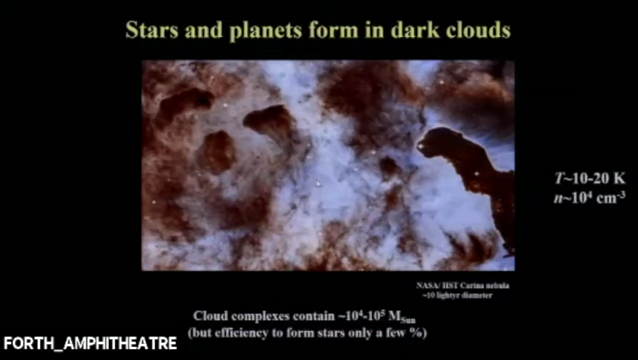 Stars and planets form in dark clouds
T~10-20 K
n~10⁴ cm⁻³
NASA/ HST Carina nebula
~10 lightyr diameter
Cloud complexes contain ~10⁴-10⁵ M_Sun
(but efficiency to form stars only a few %)
FORTH_AMPHITHEATRE